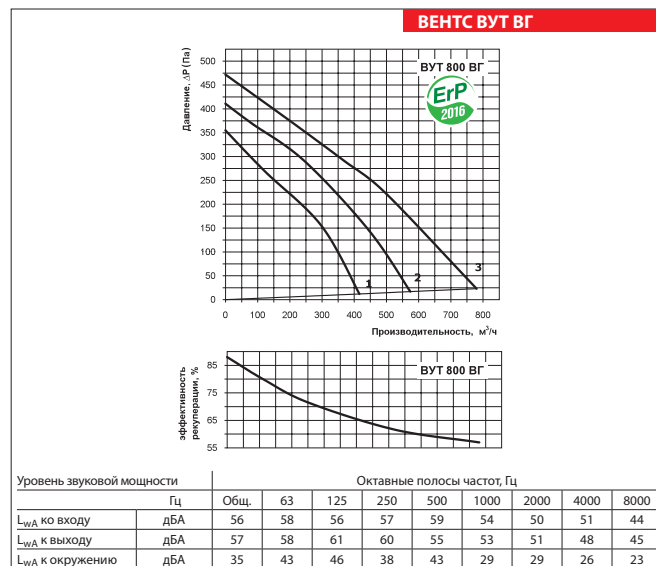 ВЕНТС ВУТ ВГ
Давление, ΔP (Па)
500
450
400
350
300
250
200
150
100
50
0
ВУТ 800 ВГ
ErP
2016
1
2
3
0 100 200 300 400 500 600 700 800
Производительность, м³/ч
эффективность
рекуперации, %
85
75
65
55
ВУТ 800 ВГ
Уровень звуковой мощности Октавные полосы частот, Гц
Гц Общ. 63 125 250 500 1000 2000 4000 8000
LwA ко входу дБА 56 58 56 57 59 54 50 51 44
LwA к выходу дБА 57 58 61 60 55 53 51 48 45
LwA к окружению дБА 35 43 46 38 43 29 29 26 23